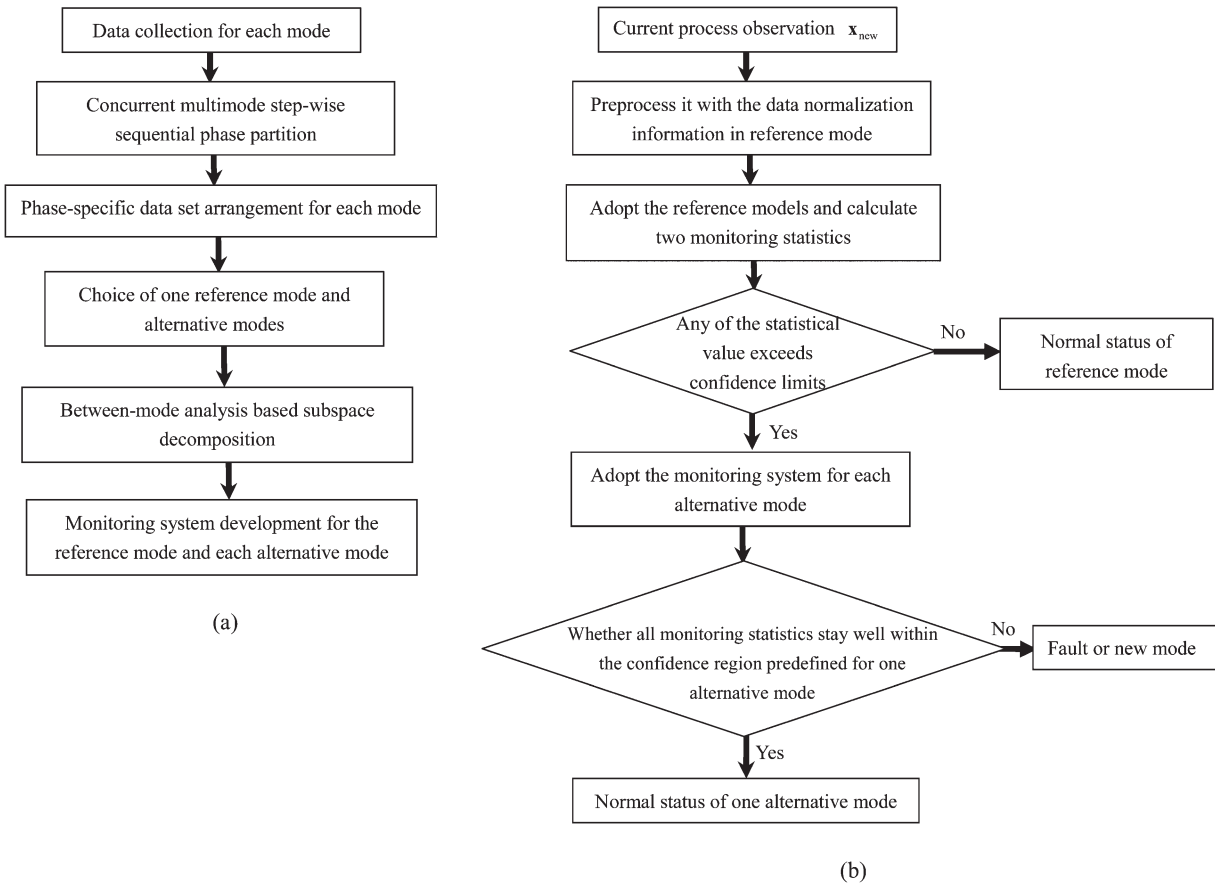 Data collection for each mode
Concurrent multimode step-wise
sequential phase partition
Phase-specific data set arrangement for each mode
Choice of one reference mode and
alternative modes
Between-mode analysis based subspace
decomposition
Monitoring system development for the
reference mode and each alternative mode
(a)
Current process observation x_new
Preprocess it with the data normalization
information in reference mode
Adopt the reference models and calculate
two monitoring statistics
Any of the statistical
value exceeds
confidence limits
No
Normal status of
reference mode
Yes
Adopt the monitoring system for each
alternative mode
Whether all monitoring statistics stay well within
the confidence region predefined for one
alternative mode
No
Fault or new mode
Yes
Normal status of one alternative mode
(b)